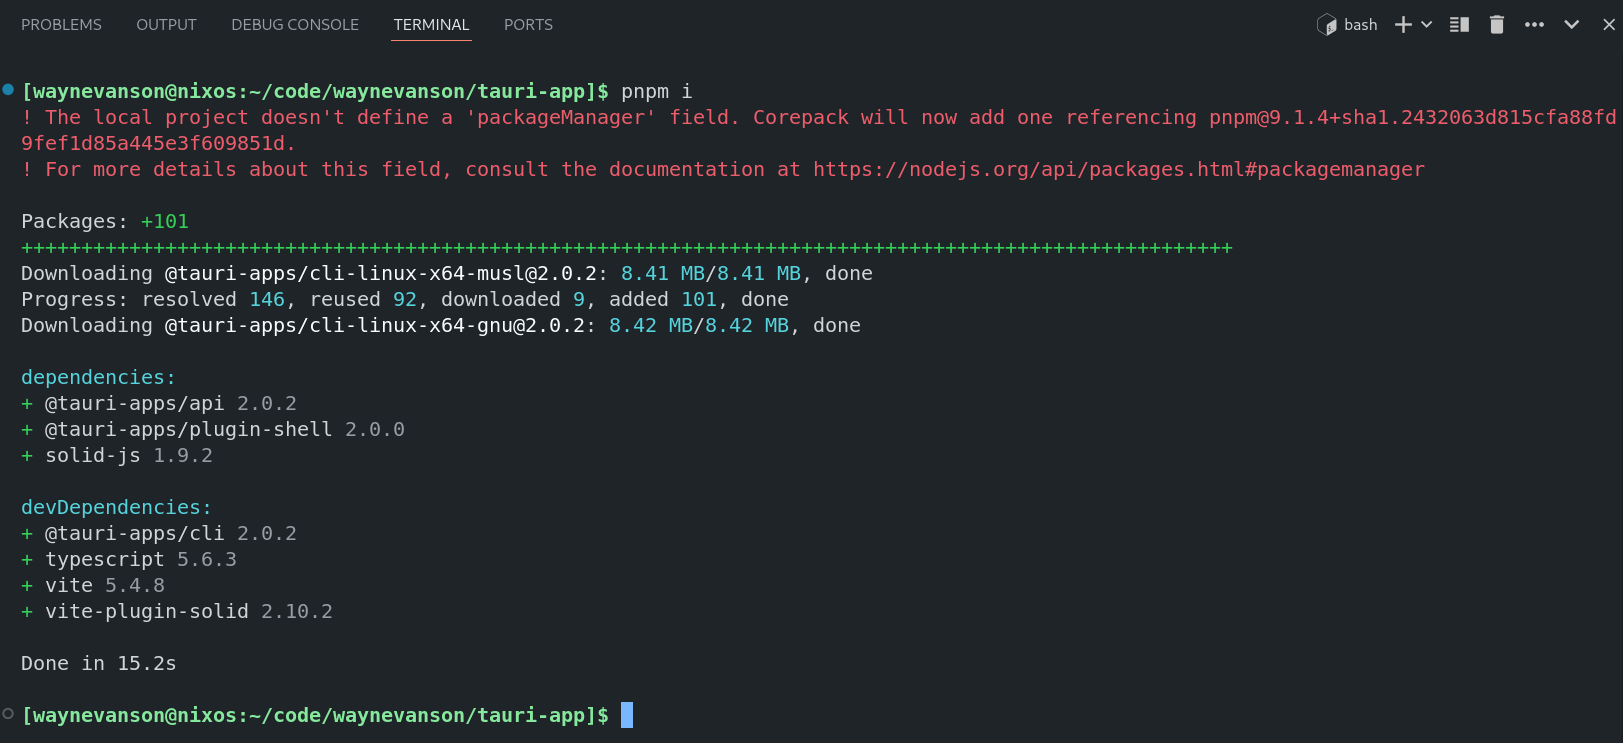 PROBLEMS OUTPUT DEBUG CONSOLE TERMINAL PORTS bash
[waynevanson@nixos:~/code/waynevanson/tauri-app]$ pnpm i
! The local project doesn't define a 'packageManager' field. Corepack will now add one referencing pnpm@9.1.4+sha1.2432063d815cfa88fd
9fef1d85a445e3f609851d.
! For more details about this field, consult the documentation at https://nodejs.org/api/packages.html#packagemanager
Packages: +101
+++++++++++++++++++++++++++++++++++++++++++++++++++++++++++++++++++++++++++++++++++++++++++++++++++++
Downloading @tauri-apps/cli-linux-x64-musl@2.0.2: 8.41 MB/8.41 MB, done
Progress: resolved 146, reused 92, downloaded 9, added 101, done
Downloading @tauri-apps/cli-linux-x64-gnu@2.0.2: 8.42 MB/8.42 MB, done
dependencies:
+ @tauri-apps/api 2.0.2
+ @tauri-apps/plugin-shell 2.0.0
+ solid-js 1.9.2
devDependencies:
+ @tauri-apps/cli 2.0.2
+ typescript 5.6.3
+ vite 5.4.8
+ vite-plugin-solid 2.10.2
Done in 15.2s
[waynevanson@nixos:~/code/waynevanson/tauri-app]$